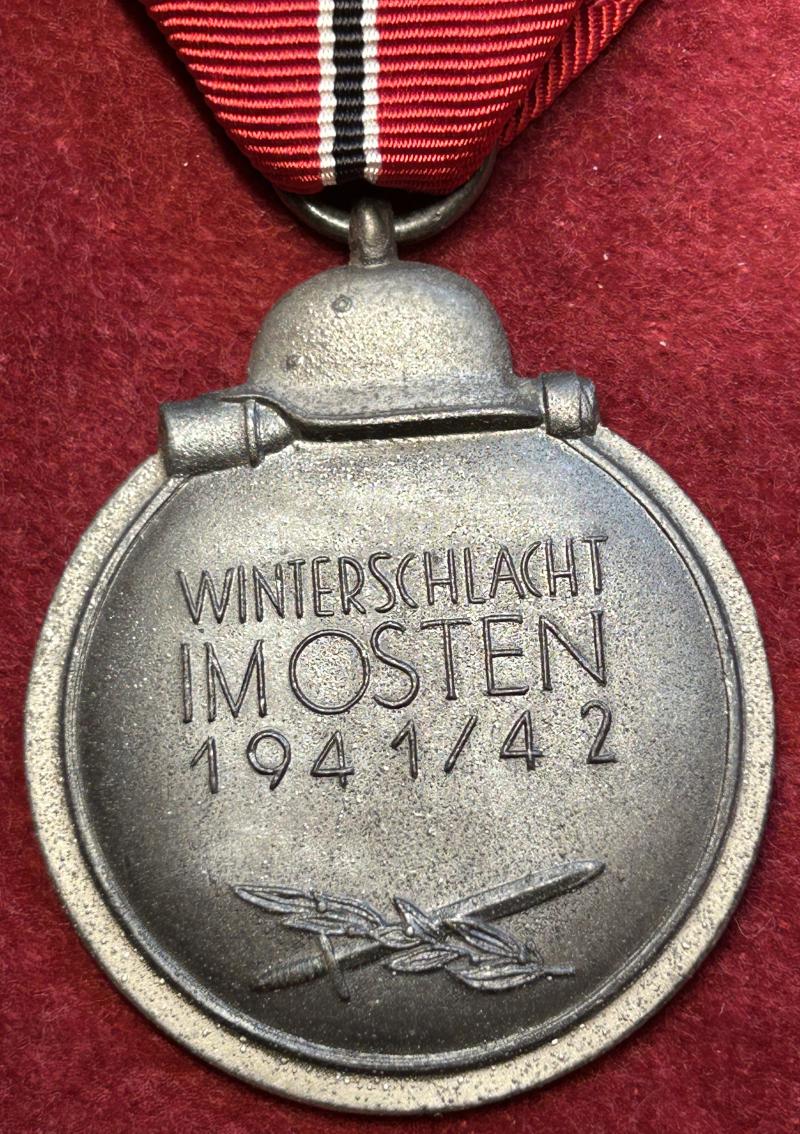 WINTERSCHLACHT
IM OSTEN
1941/42